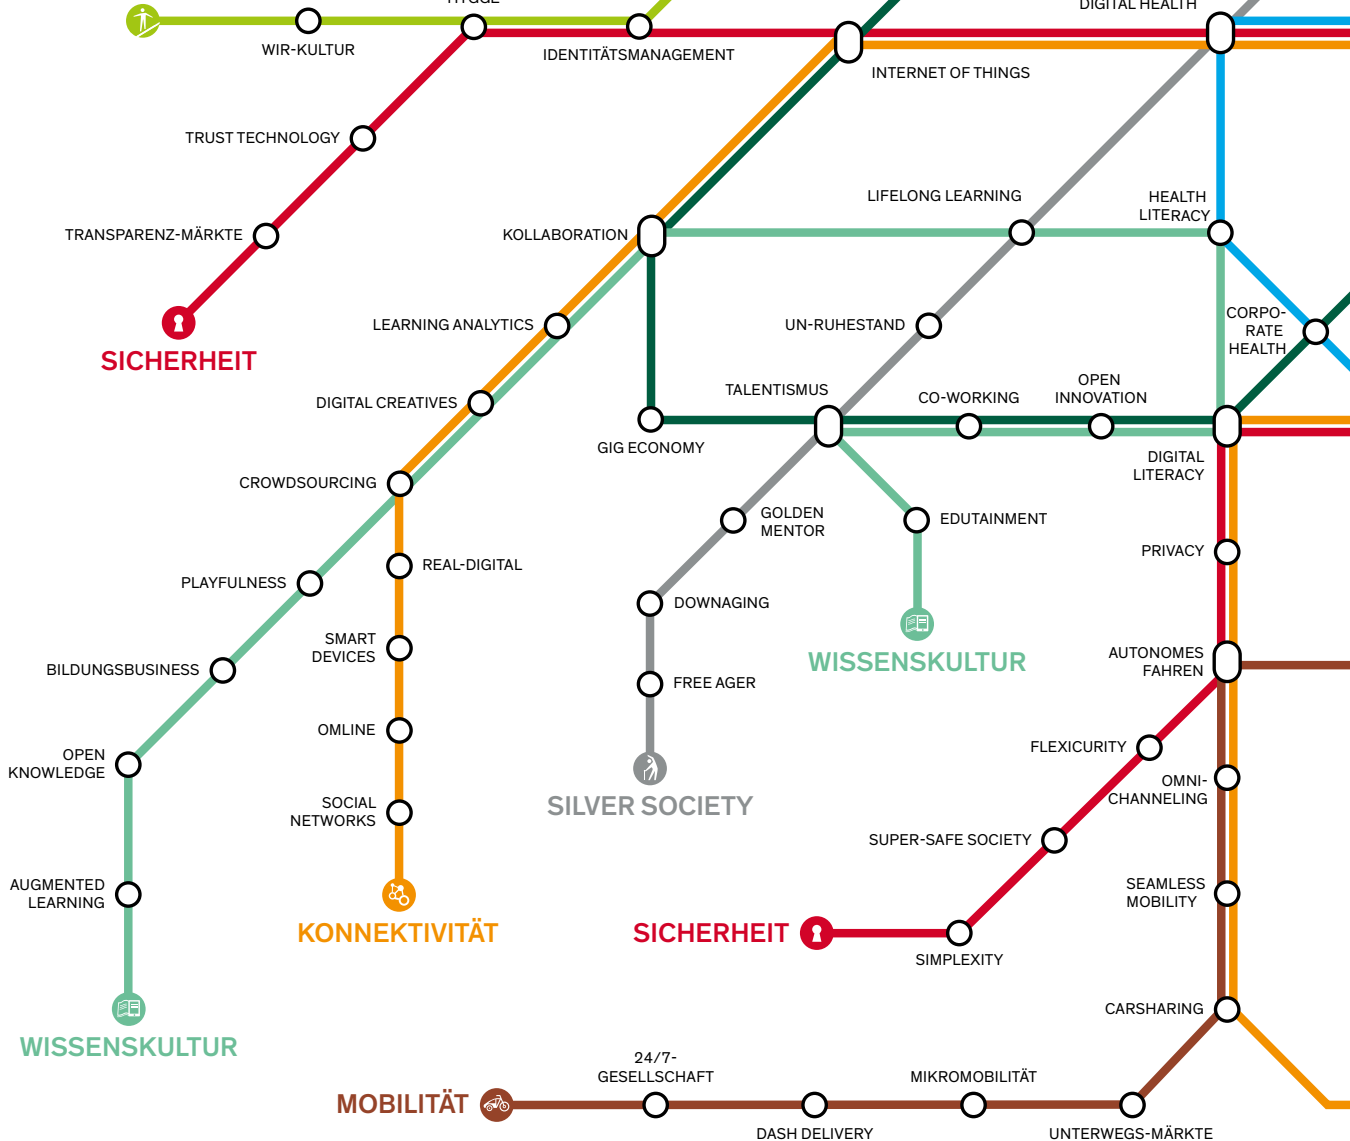 DIGITAL HEALTH
WIR-KULTUR
IDENTITÄTSMANAGEMENT
INTERNET OF THINGS
TRUST TECHNOLOGY
LIFELONG LEARNING
HEALTH
LITERACY
TRANSPARENZ-MÄRKTE
KOLLABORATION
SICHERHEIT
LEARNING ANALYTICS
UN-RUHESTAND
CORPO-
RATE
HEALTH
DIGITAL CREATIVES
TALENTISMUS
CO-WORKING
OPEN
INNOVATION
GIG ECONOMY
DIGITAL
LITERACY
CROWDSOURCING
GOLDEN
MENTOR
EDUTAINMENT
REAL-DIGITAL
PRIVACY
PLAYFULNESS
DOWNAGING
SMART
DEVICES
WISSENSKULTUR
AUTONOMES
FAHREN
BILDUNGSBUSINESS
FREE AGER
OMLINE
FLEXICURITY
OPEN
KNOWLEDGE
OMNI-
CHANNELING
SOCIAL
NETWORKS
SILVER SOCIETY
SUPER-SAFE SOCIETY
AUGMENTED
LEARNING
SEAMLESS
MOBILITY
KONNEKTIVITÄT
SICHERHEIT
SIMPLEXITY
CARSHARING
WISSENSKULTUR
24/7-
GESELLSCHAFT
MIKROMOBILITÄT
MOBILITÄT
DASH DELIVERY
UNTERWEGS-MÄRKTE